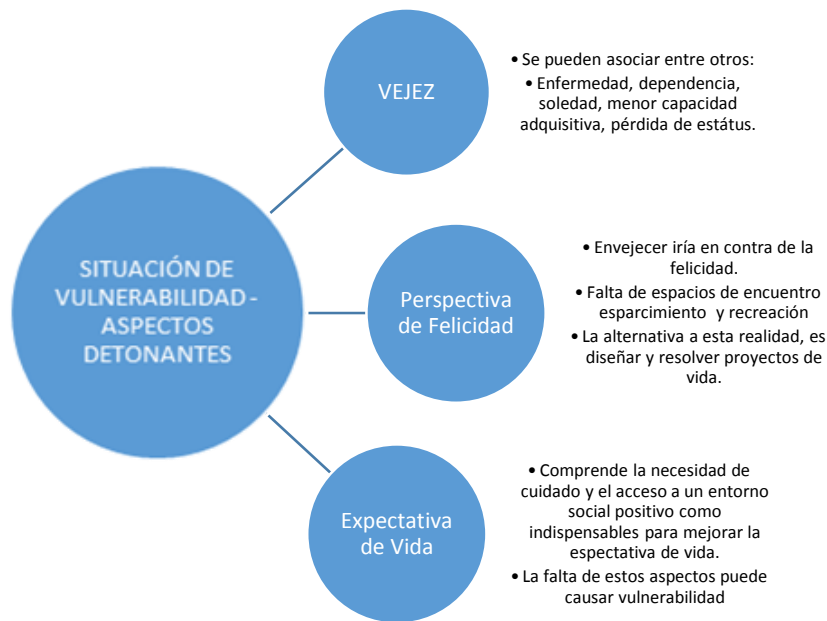 SITUACIÓN DE
VULNERABILIDAD -
ASPECTOS
DETONANTES
VEJEZ
• Se pueden asociar entre otros:
• Enfermedad, dependencia,
soledad, menor capacidad
adquisitiva, pérdida de estátus.
Perspectiva
de Felicidad
• Envejecer iría en contra de la
felicidad.
• Falta de espacios de encuentro
esparcimiento y recreación
• La alternativa a esta realidad, es
diseñar y resolver proyectos de
vida.
Expectativa
de Vida
• Comprende la necesidad de
cuidado y el acceso a un entorno
social positivo como
indispensables para mejorar la
espectativa de vida.
• La falta de estos aspectos puede
causar vulnerabilidad